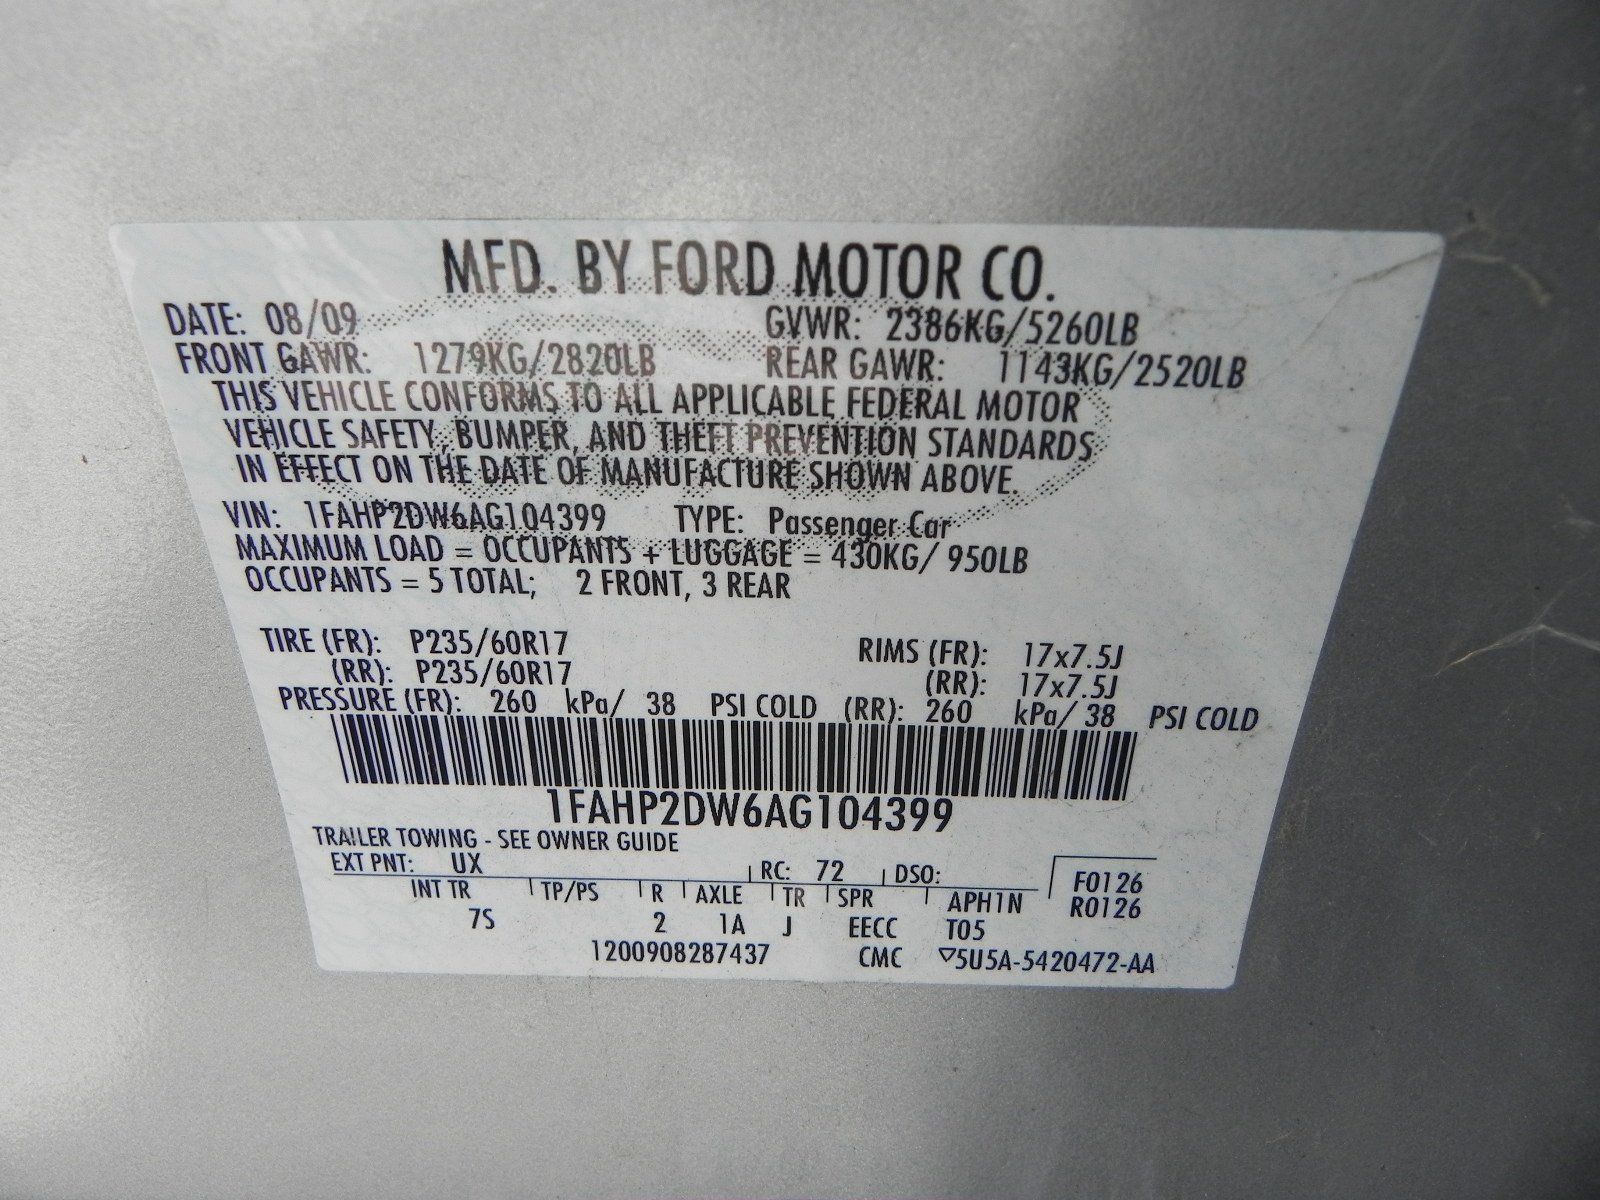 MFD. BY FORD MOTOR CO.
DATE: 08/09 GVWR: 2386KG/5260LB
FRONT GAWR: 1279KG/2820LB REAR GAWR: 1143KG/2520LB
THIS VEHICLE CONFORMS TO ALL APPLICABLE FEDERAL MOTOR
VEHICLE SAFETY, BUMPER, AND THEFT PREVENTION STANDARDS
IN EFFECT ON THE DATE OF MANUFACTURE SHOWN ABOVE.
VIN: 1FAHP2DW6AG104399 TYPE: Passenger Car
MAXIMUM LOAD = OCCUPANTS + LUGGAGE = 430KG/ 950LB
OCCUPANTS = 5 TOTAL; 2 FRONT, 3 REAR
TIRE (FR): P235/60R17 RIMS (FR): 17x7.5J
(RR): P235/60R17 (RR): 17x7.5J
PRESSURE (FR): 260 kPa/ 38 PSI COLD (RR): 260 kPa/ 38 PSI COLD
1FAHP2DW6AG104399
TRAILER TOWING - SEE OWNER GUIDE
EXT PNT: UX RC: 72 DSO: F0126
INT TR TP/PS R AXLE TR SPR APH1N R0126
7S 2 1A J EECC T05
1200908287437 CMC ▽5U5A-5420472-AA